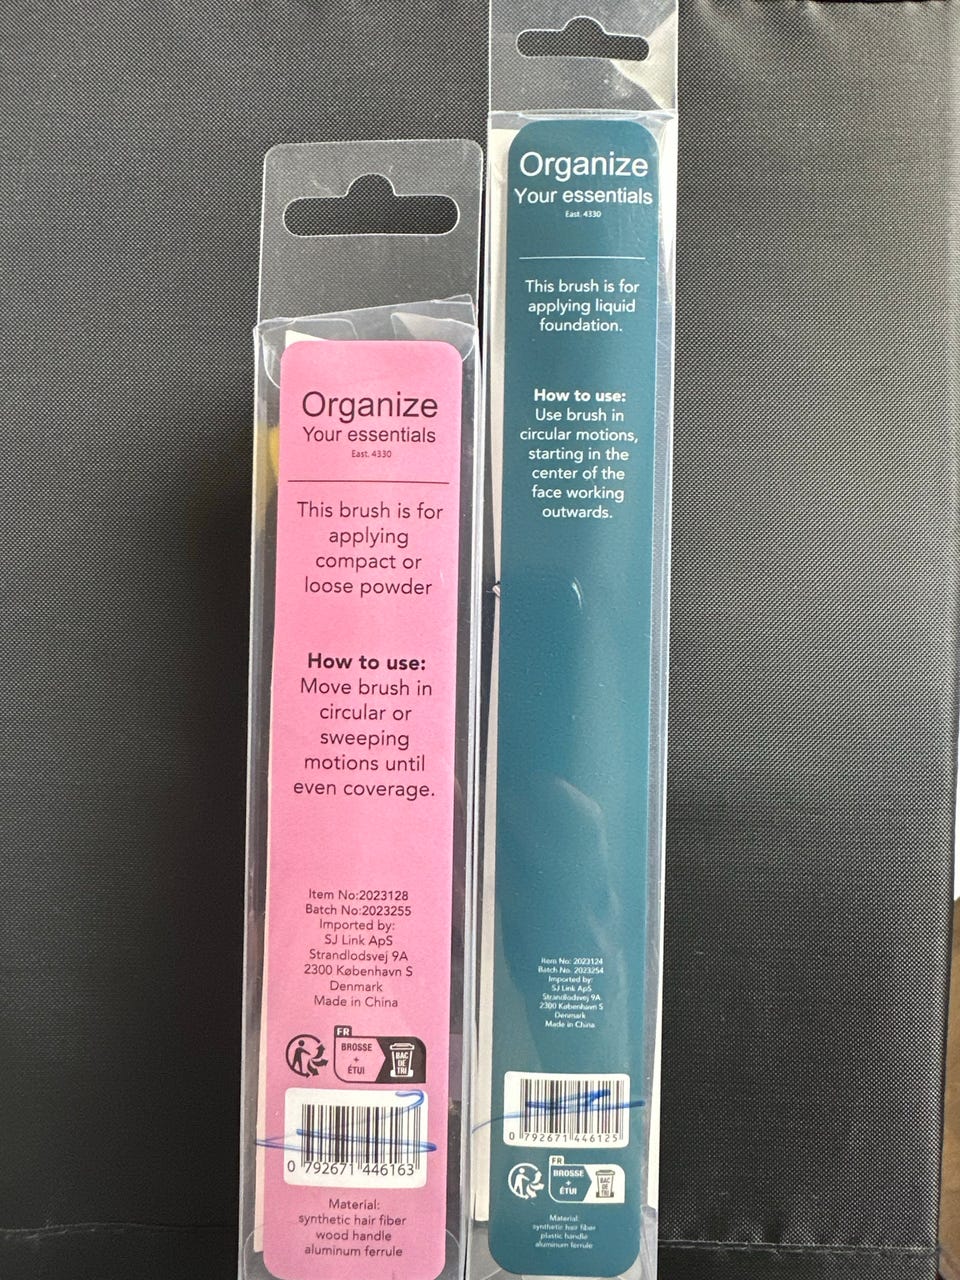 Organize
Your essentials
East. 4330
This brush is for
applying
compact or
loose powder
How to use:
Move brush in
circular or
sweeping
motions until
even coverage.
Item No:2023128
Batch No:2023255
Imported by:
SJ Link ApS
Strandlodsvej 9A
2300 København S
Denmark
Made in China
FR
BROSSE
+
ÉTUI
BAC
DE
TRI
0 792671 446163
Material:
synthetic hair fiber
wood handle
aluminum ferrule
Organize
Your essentials
East. 4330
This brush is for
applying liquid
foundation.
How to use:
Use brush in
circular motions,
starting in the
center of the
face working
outwards.
Item No: 2023124
Batch No. 2023254
Imported by:
SJ Link ApS
Strandlodsvej 9A
2300 København S
Denmark
Made in China
0 792671 446125
FR
BROSSE
+
ÉTUI
BAC
DE
TRI
Material:
synthetic hair fiber
plastic handle
aluminum ferrule